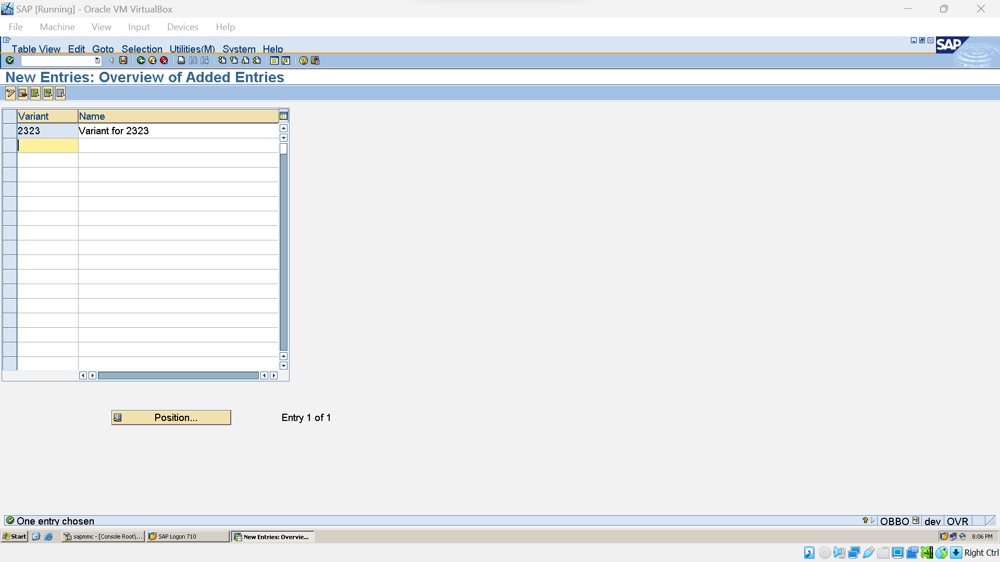 SAP [Running] - Oracle VM VirtualBox
File Machine View Input Devices Help
Table View Edit Goto Selection Utilities(M) System Help
SAP
New Entries: Overview of Added Entries
Variant Name
2323 Variant for 2323
Position...
Entry 1 of 1
One entry chosen
OBBO dev OVR
Start sapmmc - [Console Root\... SAP Logon 710 New Entries: Overvie... 8:06 PM
Right Ctrl